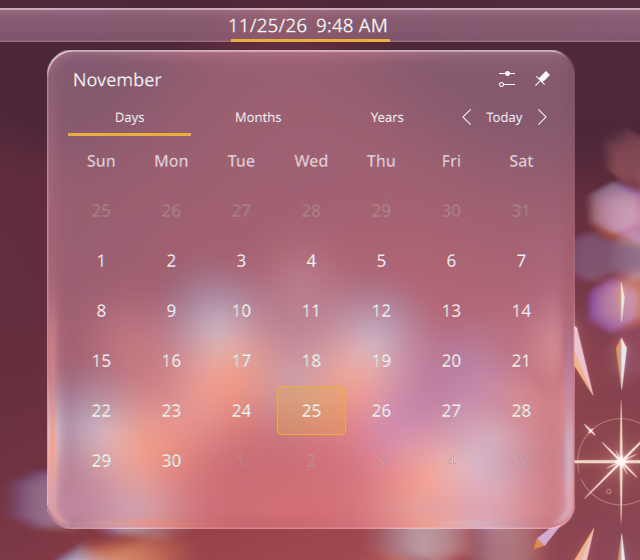 11/25/26 9:48 AM
November
Days Months Years Today
Sun Mon Tue Wed Thu Fri Sat
25 26 27 28 29 30 31
1 2 3 4 5 6 7
8 9 10 11 12 13 14
15 16 17 18 19 20 21
22 23 24 25 26 27 28
29 30 1 2 3 4 5